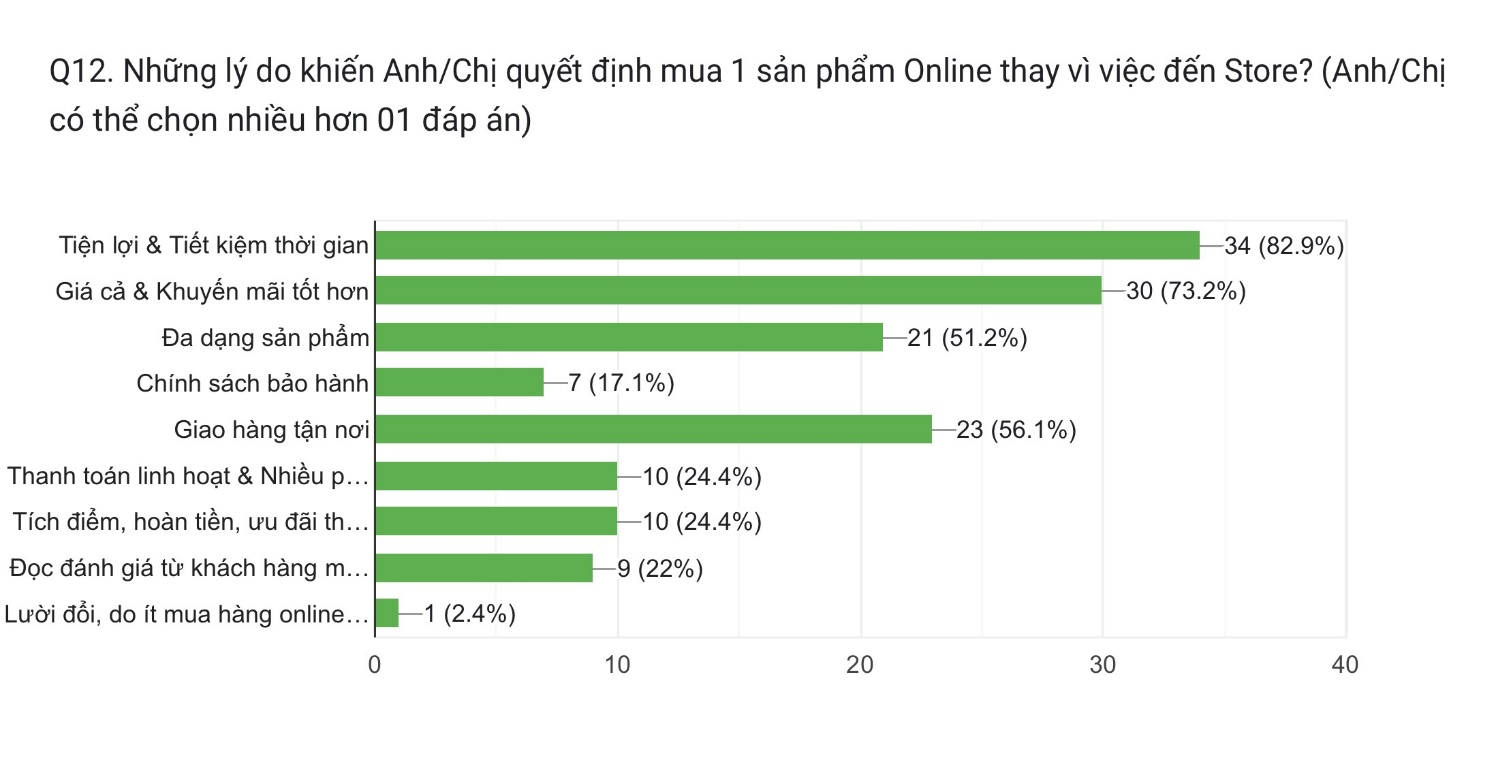 Q12. Những lý do khiến Anh/Chị quyết định mua 1 sản phẩm Online thay vì việc đến Store? (Anh/Chị
có thể chọn nhiều hơn 01 đáp án)
Tiện lợi & Tiết kiệm thời gian 34 (82.9%)
Giá cả & Khuyến mãi tốt hơn 30 (73.2%)
Đa dạng sản phẩm 21 (51.2%)
Chính sách bảo hành 7 (17.1%)
Giao hàng tận nơi 23 (56.1%)
Thanh toán linh hoạt & Nhiều p… 10 (24.4%)
Tích điểm, hoàn tiền, ưu đãi th… 10 (24.4%)
Đọc đánh giá từ khách hàng m… 9 (22%)
Lười đổi, do ít mua hàng online… 1 (2.4%)
0 10 20 30 40